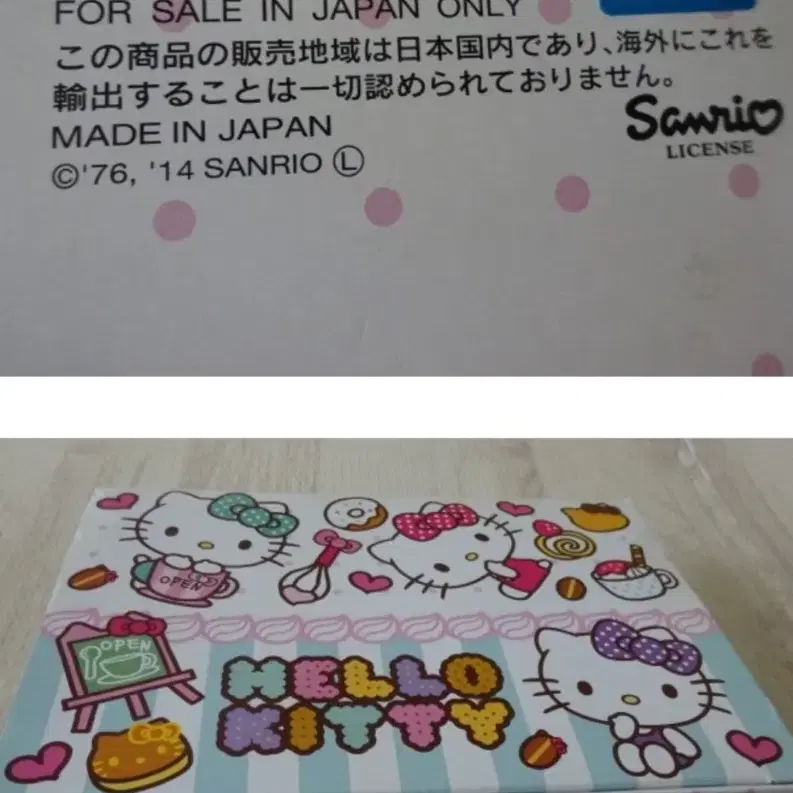 FOR SALE IN JAPAN ONLY
この商品の販売地域は日本国内であり、海外にこれを
輸出することは一切認められておりません。
MADE IN JAPAN
©'76, '14 SANRIO Ⓛ
Sanrio
LICENSE
OPEN
OPEN
HELLO
KITTY